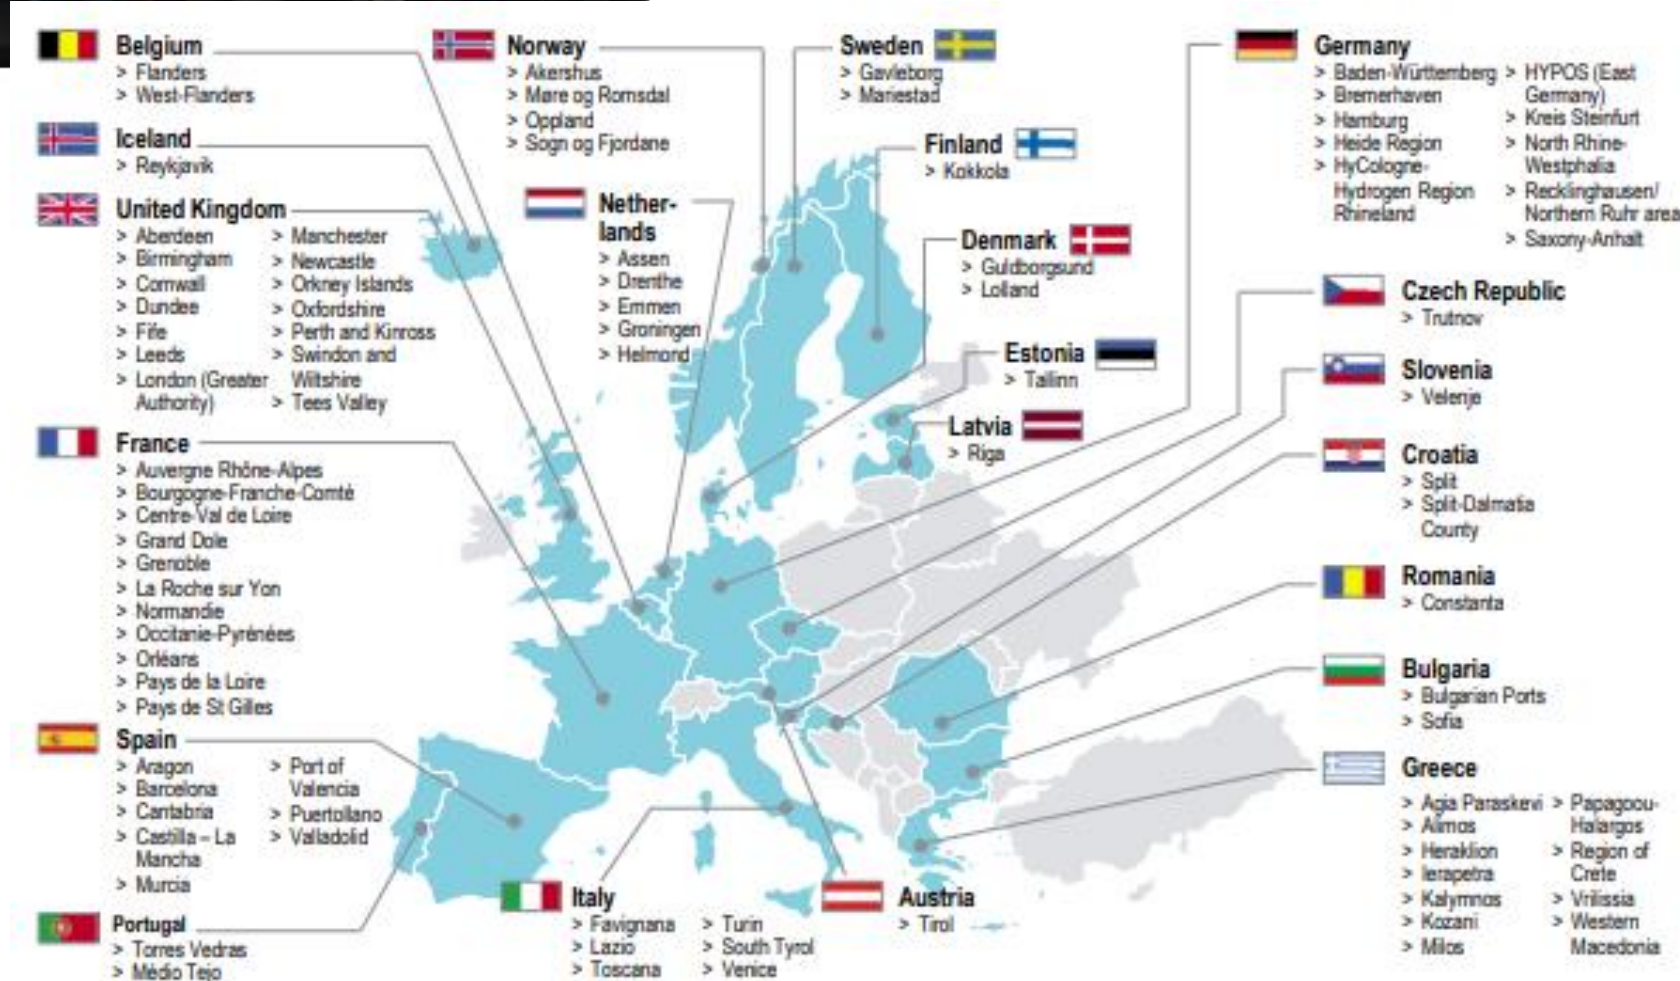 Belgium
> Flanders
> West-Flanders
Iceland
> Reykjavik
United Kingdom
> Aberdeen
> Birmingham
> Cornwall
> Dundee
> Fife
> Leeds
> London (Greater
Authority)
> Manchester
> Newcastle
> Orkney Islands
> Oxfordshire
> Perth and Kinross
> Swindon and
Wiltshire
> Tees Valley
France
> Auvergne Rhône-Alpes
> Bourgogne-Franche-Comté
> Centre-Val de Loire
> Grand Dole
> Grenoble
> La Roche sur Yon
> Normandie
> Occitanie-Pyrénées
> Orléans
> Pays de la Loire
> Pays de St Gilles
Spain
> Aragon
> Barcelona
> Cantabria
> Castilla – La
Mancha
> Murcia
> Port of
Valencia
> Puertollano
> Valladolid
Portugal
> Torres Vedras
> Médio Tejo
Norway
> Akershus
> Møre og Romsdal
> Oppland
> Sogn og Fjordane
Nether-
lands
> Assen
> Drenthe
> Emmen
> Groningen
> Helmond
Sweden
> Gavleborg
> Mariestad
Finland
> Kokkola
Denmark
> Guldborgsund
> Lolland
Estonia
> Tallinn
Latvia
> Riga
Italy
> Favignana
> Lazio
> Toscana
> Turin
> South Tyrol
> Venice
Austria
> Tirol
Germany
> Baden-Württemberg
> Bremerhaven
> Hamburg
> Heide Region
> HyCologne-
Hydrogen Region
Rhineland
> HYPOS (East
Germany)
> Kreis Steinfurt
> North Rhine-
Westphalia
> Recklinghausen/
Northern Ruhr area
> Saxony-Anhalt
Czech Republic
> Trutnov
Slovenia
> Velenje
Croatia
> Split
> Split-Dalmatia
County
Romania
> Constanta
Bulgaria
> Bulgarian Ports
> Sofia
Greece
> Agia Paraskevi
> Alimos
> Heraklion
> Ierapetra
> Kalymnos
> Kozani
> Milos
> Papagoou-
Halargos
> Region of
Crete
> Vrilissia
> Western
Macedonia